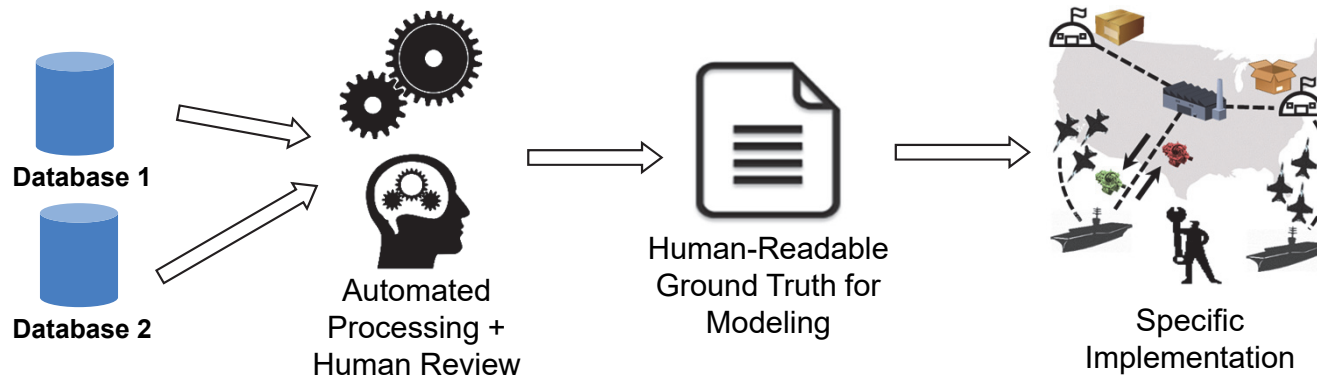 Database 1
Database 2
Automated
Processing +
Human Review
Human-Readable
Ground Truth for
Modeling
Specific
Implementation